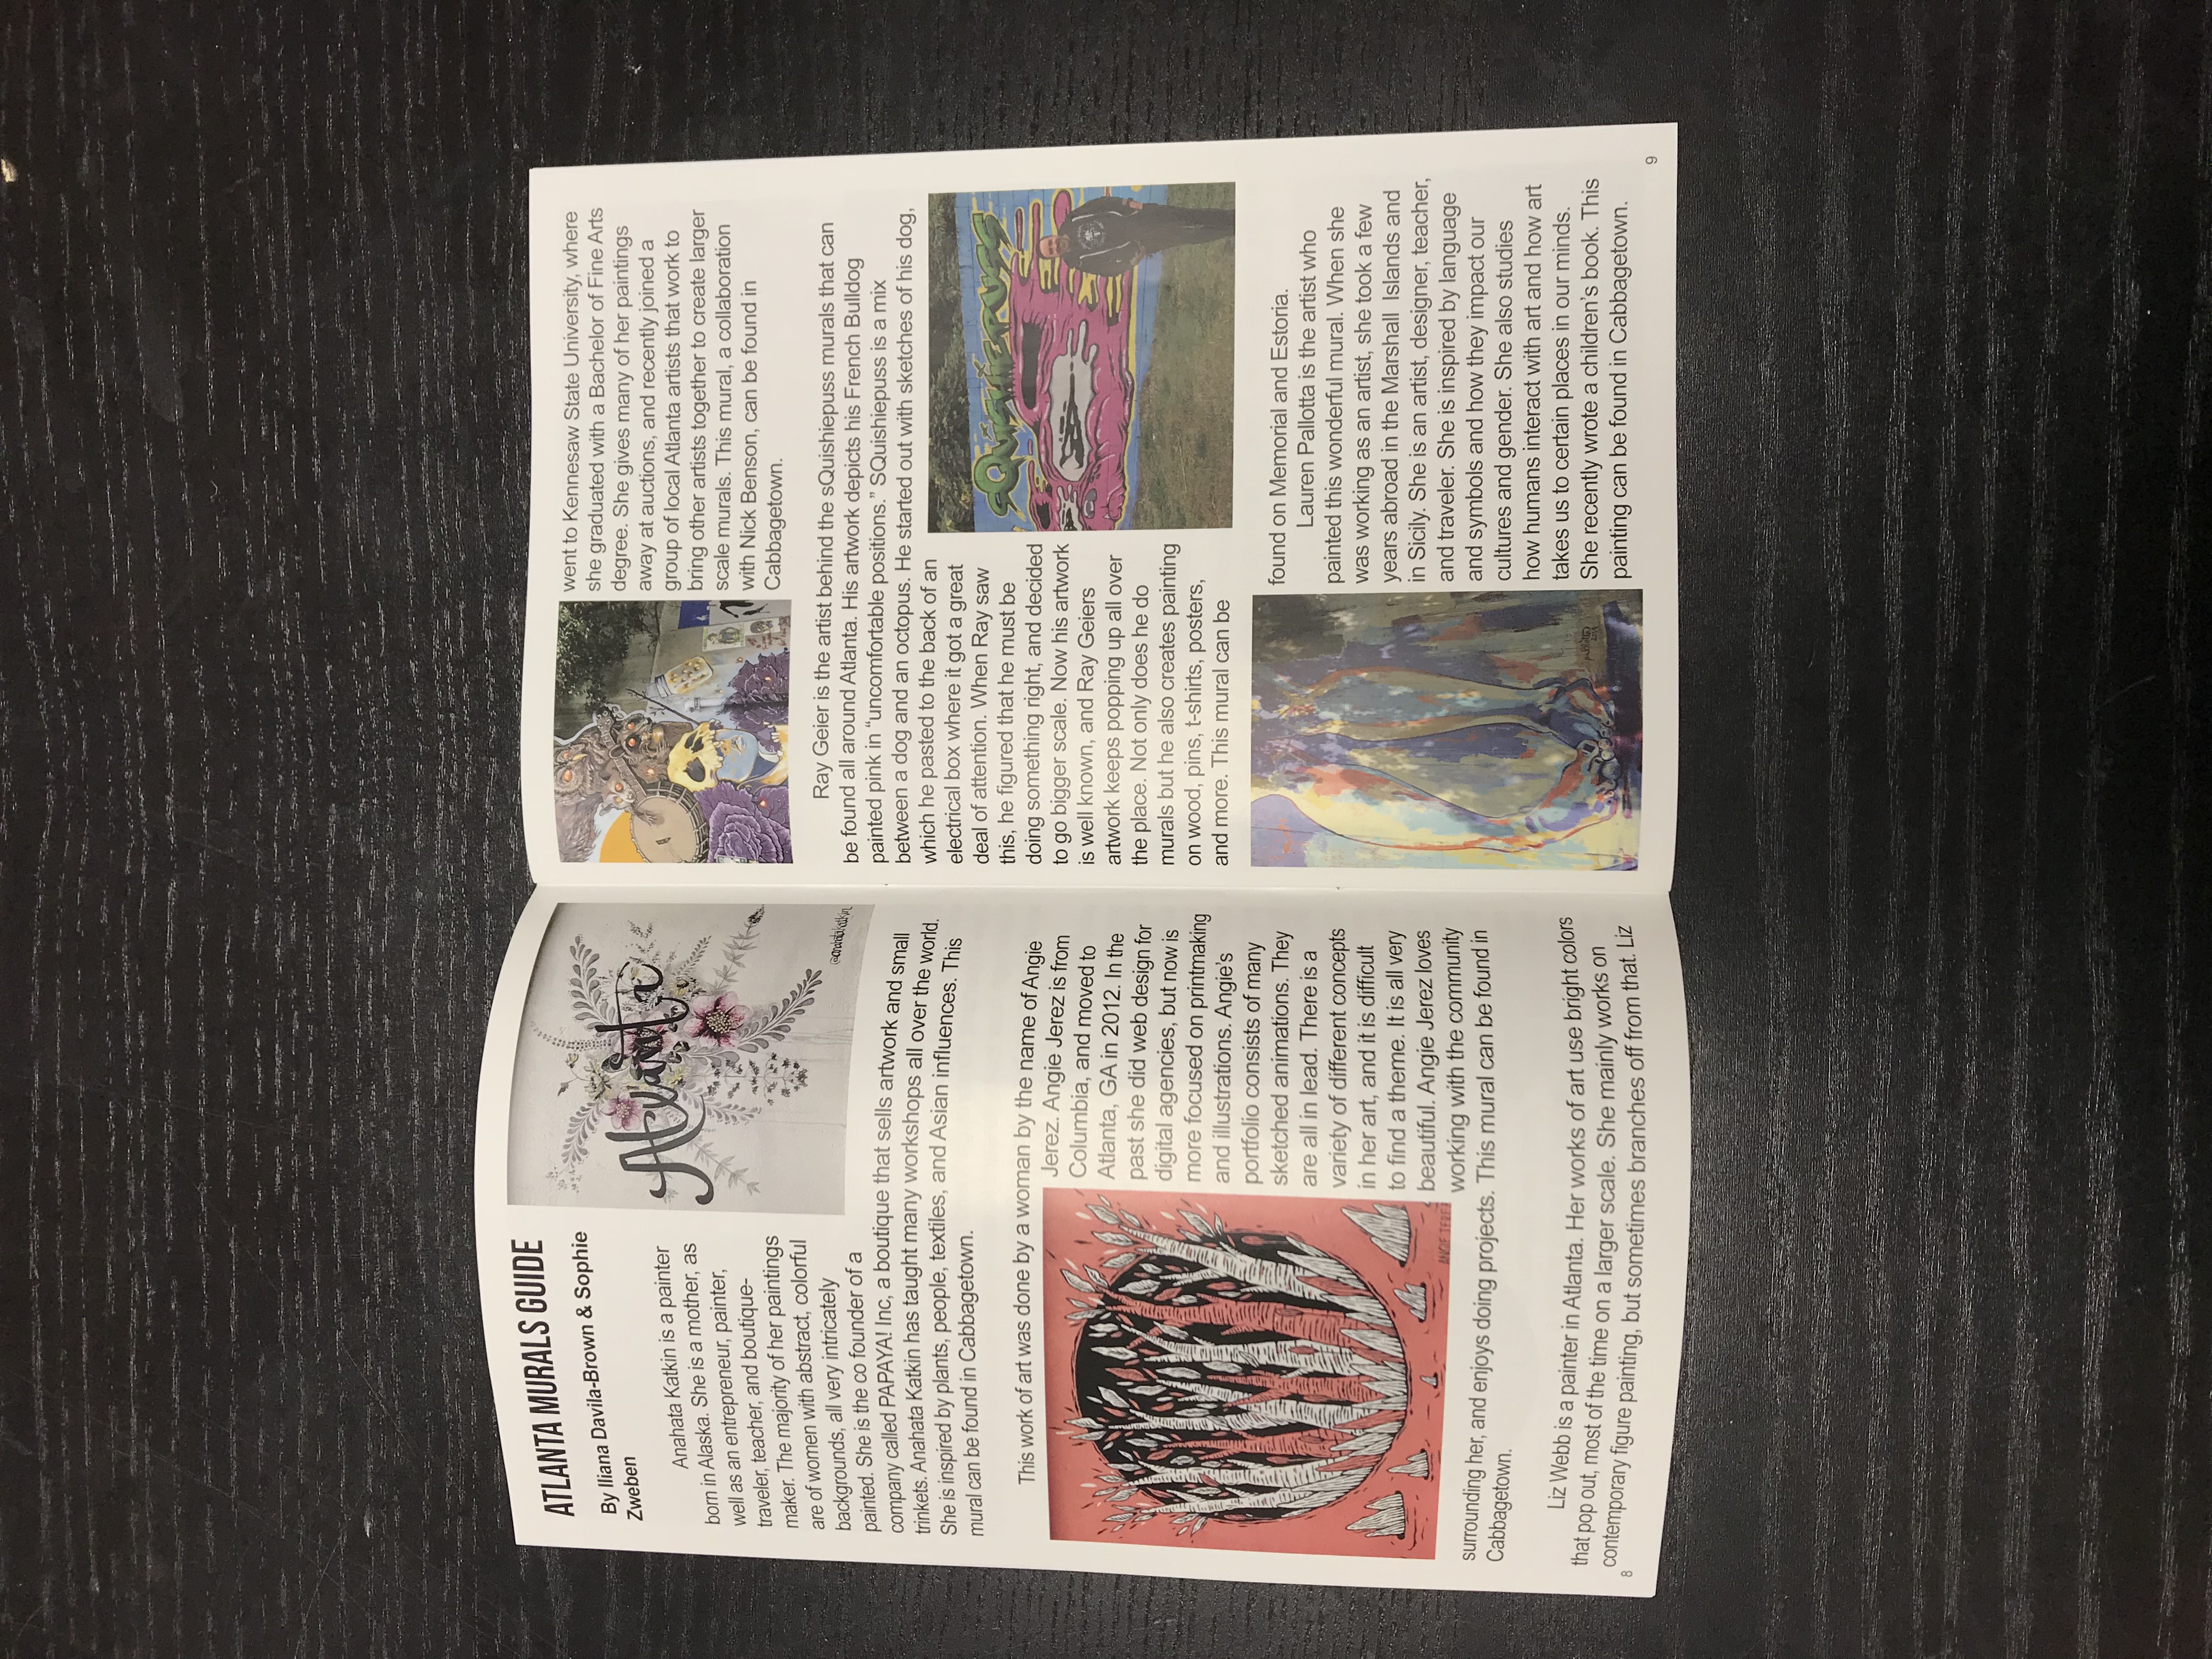 ATLANTA MURALS GUIDE
By Iliana Davila-Brown & Sophie
Zweben
Atlanta
@anahatakatkin
Anahata Katkin is a painter
born in Alaska. She is a mother, as
well as an entrepreneur, painter,
traveler, teacher, and boutique-
maker. The majority of her paintings
are of women with abstract, colorful
backgrounds, all very intricately
painted. She is the co founder of a
company called PAPAYA! Inc, a boutique that sells artwork and small
trinkets. Anahata Katkin has taught many workshops all over the world.
She is inspired by plants, people, textiles, and Asian influences. This
mural can be found in Cabbagetown.
This work of art was done by a woman by the name of Angie
Jerez. Angie Jerez is from
Columbia, and moved to
Atlanta, GA in 2012. In the
past she did web design for
digital agencies, but now is
more focused on printmaking
and illustrations. Angie's
portfolio consists of many
sketched animations. They
are all in lead. There is a
variety of different concepts
in her art, and it is difficult
to find a theme. It is all very
beautiful. Angie Jerez loves
working with the community
ANGIE JEREZ
surrounding her, and enjoys doing projects. This mural can be found in
Cabbagetown.
Liz Webb is a painter in Atlanta. Her works of art use bright colors
that pop out, most of the time on a larger scale. She mainly works on
contemporary figure painting, but sometimes branches off from that. Liz
8
went to Kennesaw State University, where
she graduated with a Bachelor of Fine Arts
degree. She gives many of her paintings
away at auctions, and recently joined a
group of local Atlanta artists that work to
bring other artists together to create larger
scale murals. This mural, a collaboration
with Nick Benson, can be found in
Cabbagetown.
Ray Geier is the artist behind the sQuishiepuss murals that can
be found all around Atlanta. His artwork depicts his French Bulldog
painted pink in “uncomfortable positions.” SQuishiepuss is a mix
between a dog and an octopus. He started out with sketches of his dog,
which he pasted to the back of an
electrical box where it got a great
deal of attention. When Ray saw
this, he figured that he must be
doing something right, and decided
to go bigger scale. Now his artwork
is well known, and Ray Geiers
artwork keeps popping up all over
the place. Not only does he do
murals but he also creates painting
on wood, pins, t-shirts, posters,
and more. This mural can be
sQuishiepuss
found on Memorial and Estoria.
Lauren Pallotta is the artist who
painted this wonderful mural. When she
was working as an artist, she took a few
years abroad in the Marshall Islands and
in Sicily. She is an artist, designer, teacher,
and traveler. She is inspired by language
and symbols and how they impact our
cultures and gender. She also studies
how humans interact with art and how art
takes us to certain places in our minds.
She recently wrote a children's book. This
painting can be found in Cabbagetown.
pallotta
9